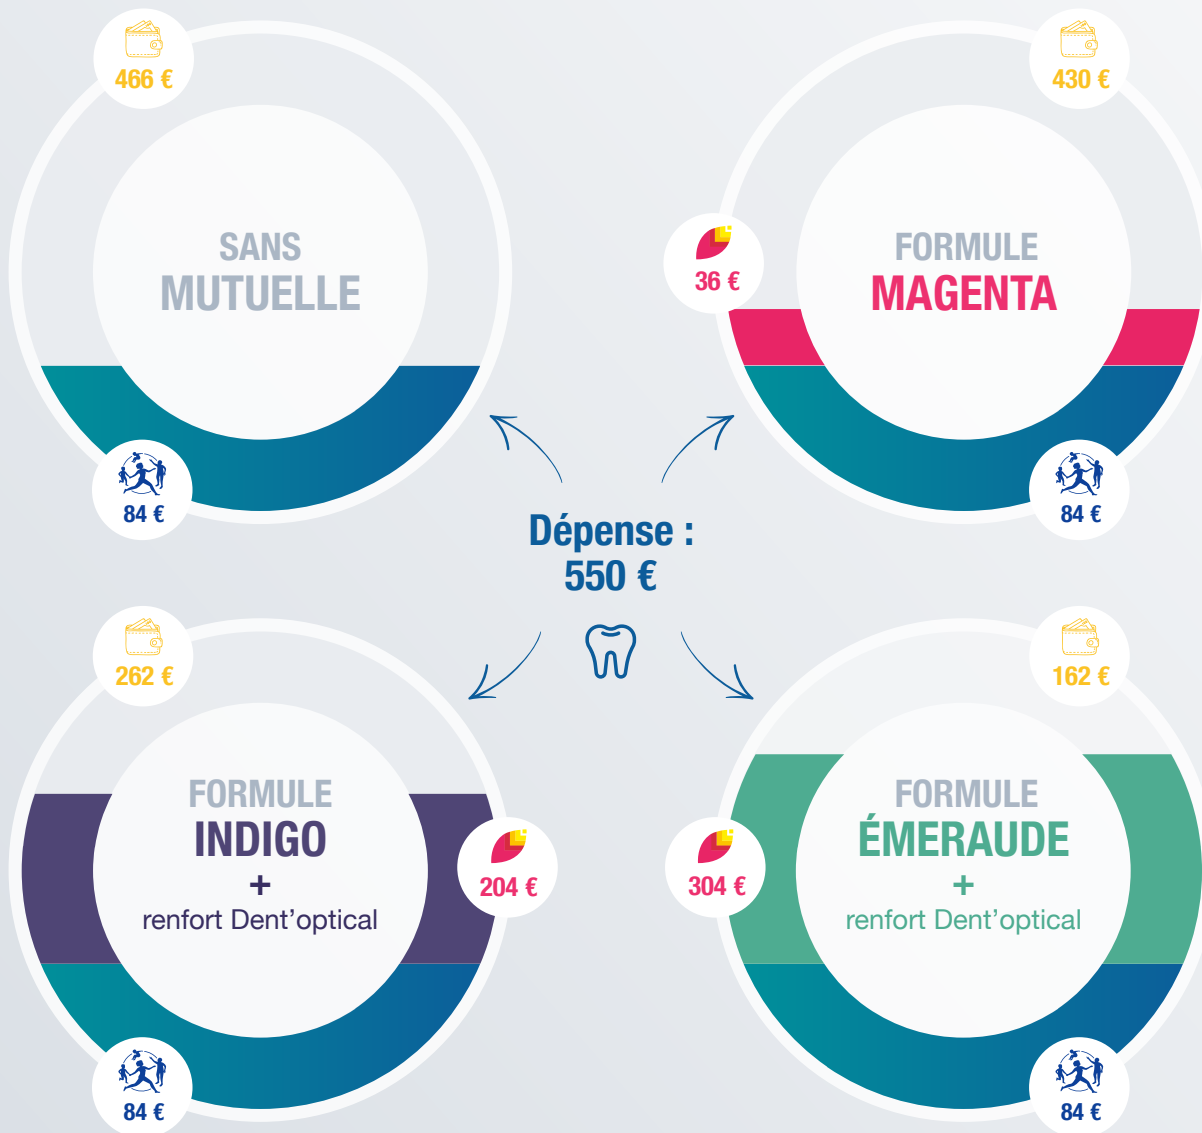 466 €
SANS
MUTUELLE
84 €
430 €
FORMULE
MAGENTA
36 €
84 €
Dépense :
550 €
262 €
FORMULE
INDIGO
+
renfort Dent'optical
204 €
84 €
162 €
FORMULE
ÉMERAUDE
+
renfort Dent'optical
304 €
84 €